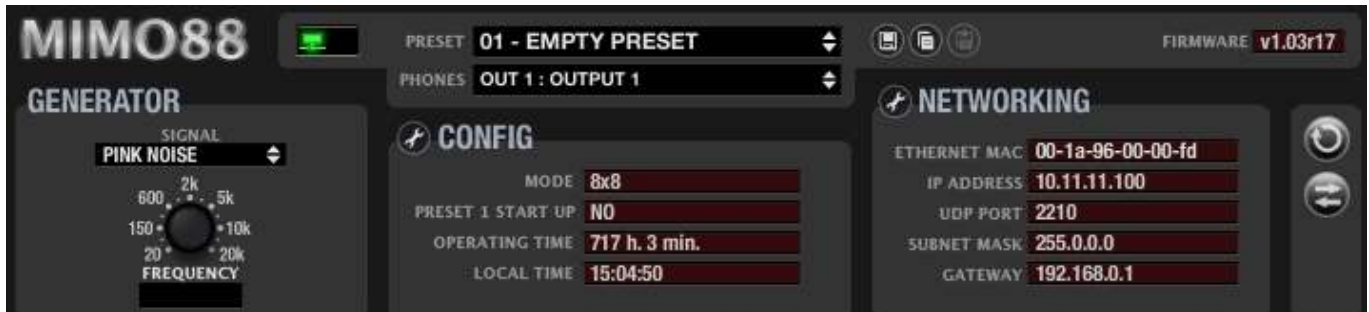 MIMO88
PRESET 01 - EMPTY PRESET
FIRMWARE v1.03r17
PHONES OUT 1 : OUTPUT 1
GENERATOR
SIGNAL
PINK NOISE
2k
600 5k
150 10k
20 20k
FREQUENCY
CONFIG
MODE 8x8
PRESET 1 START UP NO
OPERATING TIME 717 h. 3 min.
LOCAL TIME 15:04:50
NETWORKING
ETHERNET MAC 00-1a-96-00-00-fd
IP ADDRESS 10.11.11.100
UDP PORT 2210
SUBNET MASK 255.0.0.0
GATEWAY 192.168.0.1